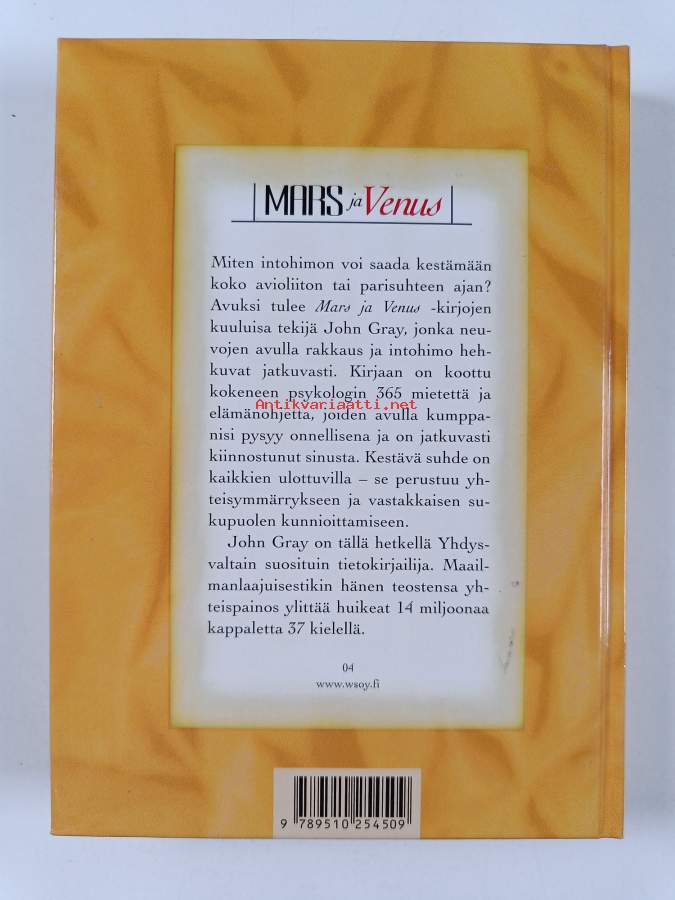 MARS ja Venus
Miten intohimon voi saada kestämään
koko avioliiton tai parisuhteen ajan?
Avuksi tulee Mars ja Venus -kirjojen
kuuluisa tekijä John Gray, jonka neu-
vojen avulla rakkaus ja intohimo heh-
kuvat jatkuvasti. Kirjaan on koottu
kokeneen psykologin 365 mietettä ja
Antikvariaatti.net
elämänohjetta, joiden avulla kumppa-
nisi pysyy onnellisena ja on jatkuvasti
kiinnostunut sinusta. Kestävä suhde on
kaikkien ulottuvilla – se perustuu yh-
teisymmärrykseen ja vastakkaisen su-
kupuolen kunnioittamiseen.
John Gray on tällä hetkellä Yhdys-
valtain suosituin tietokirjailija. Maail-
manlaajuisestikin hänen teostensa yh-
teispainos ylittää huikeat 14 miljoonaa
kappaletta 37 kielellä.
04
www.wsoy.fi
9 789510 254509